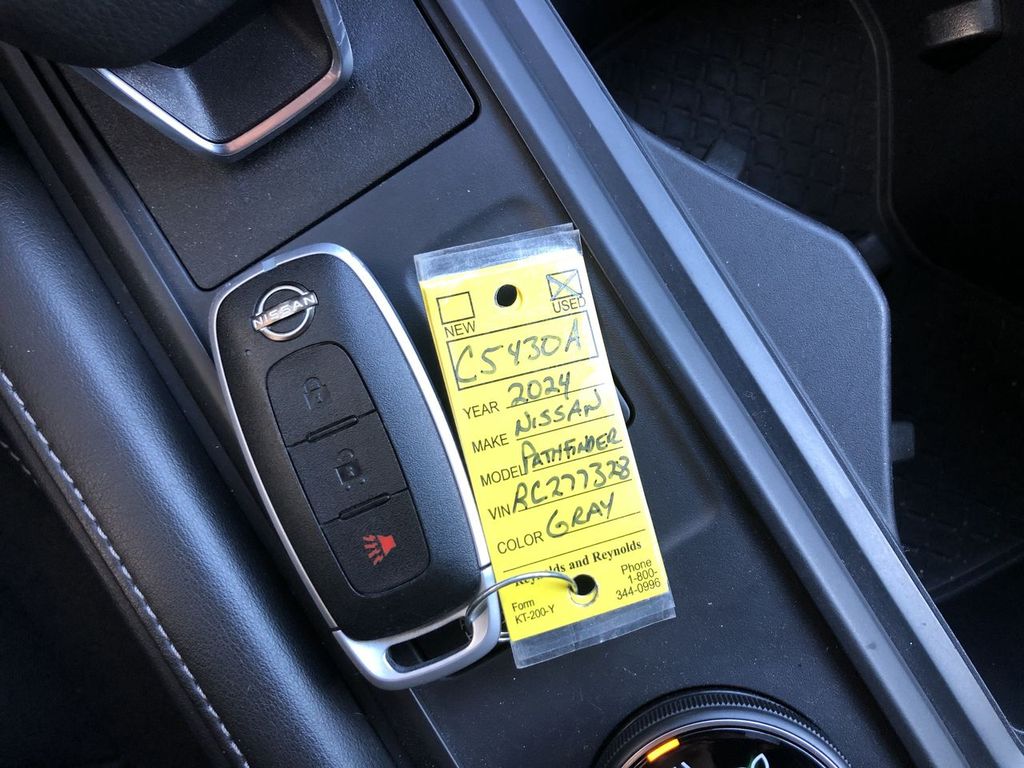 NISSAN
NEW
USED
C5430A
YEAR 2024
MAKE NISSAN
MODEL PATHFINDER
VIN RC277328
COLOR GRAY
Reynolds and Reynolds
Form
KT-200-Y
Phone
1-800-
344-0996